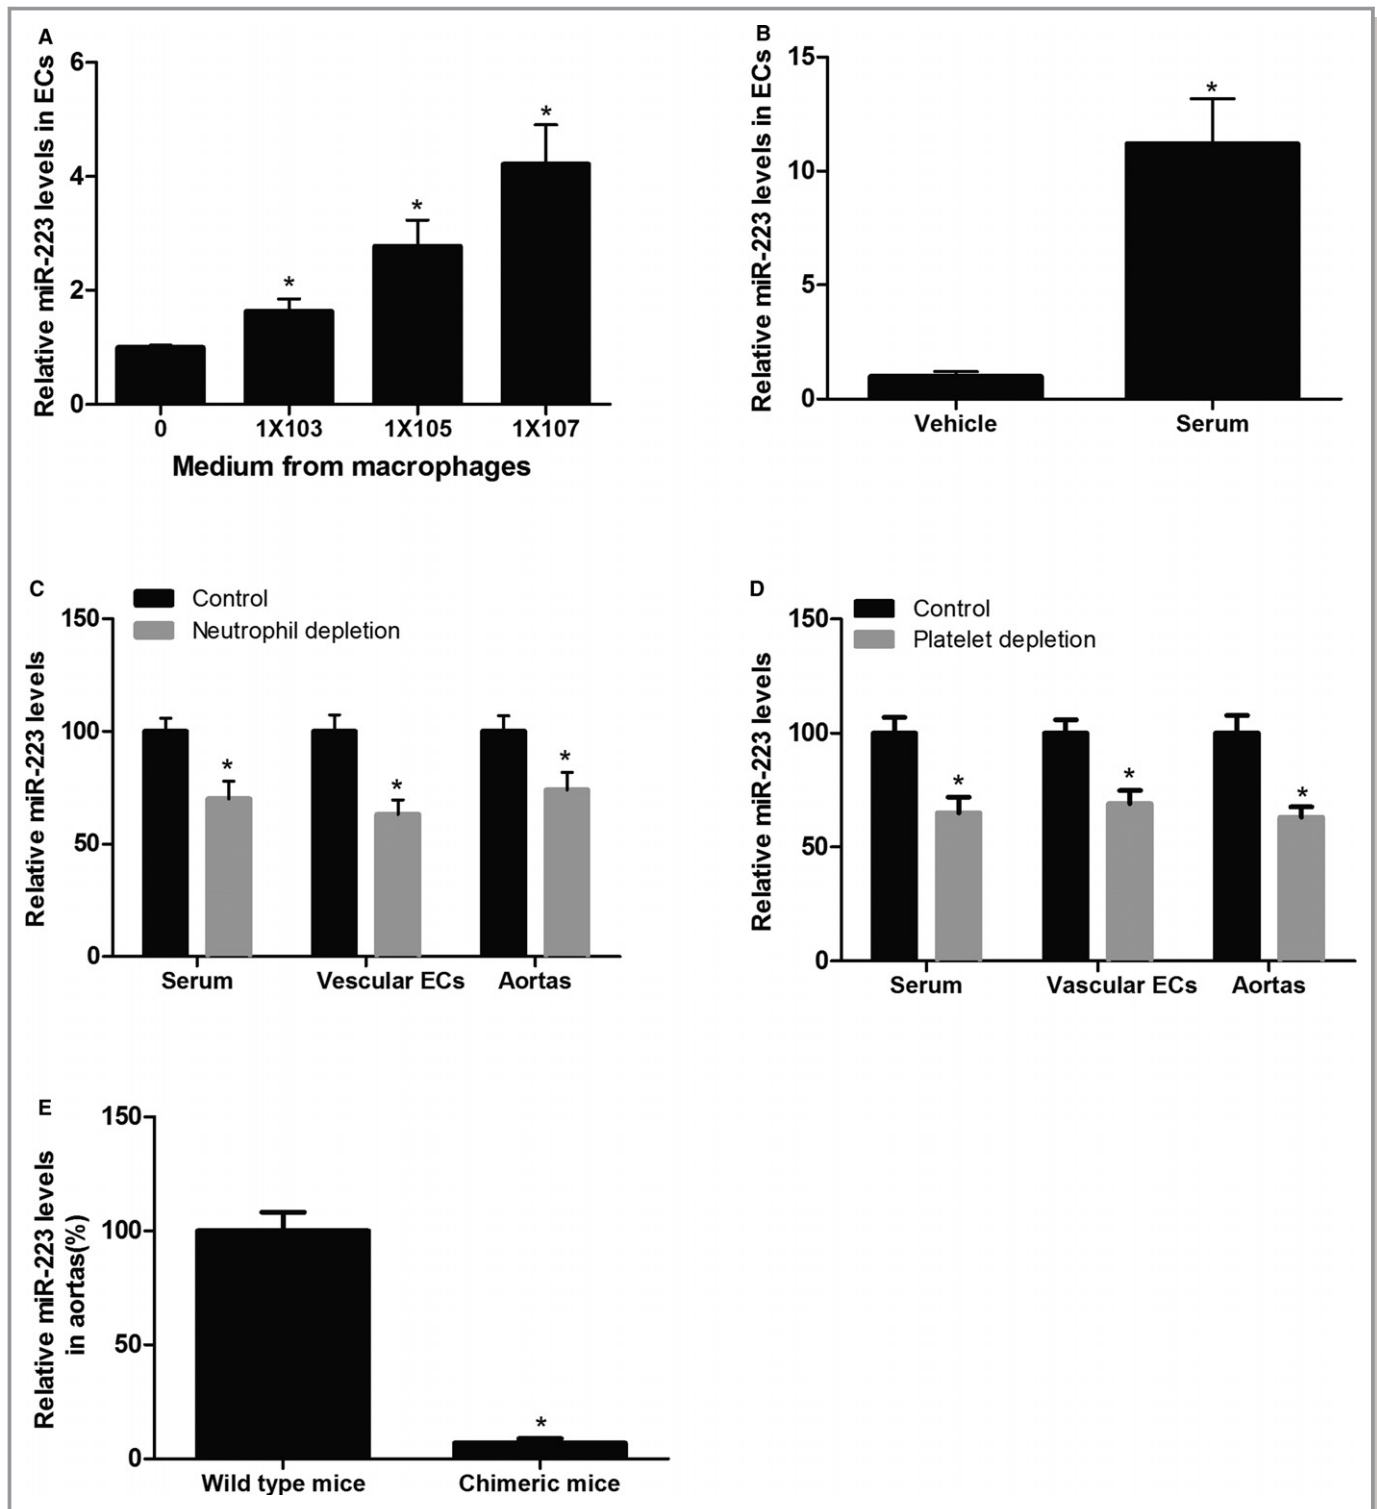 A
Relative miR-223 levels in ECs
6
4
2
0
*
*
*
0 1X103 1X105 1X107
Medium from macrophages
B
Relative miR-223 levels in ECs
15
10
5
0
*
Vehicle Serum
C
Control
Neutrophil depletion
Relative miR-223 levels
150
100
50
0
*
*
*
Serum Vescular ECs Aortas
D
Control
Platelet depletion
Relative miR-223 levels
150
100
50
0
*
*
*
Serum Vascular ECs Aortas
E
Relative miR-223 levels
in aortas(%)
150
100
50
0
*
Wild type mice Chimeric mice